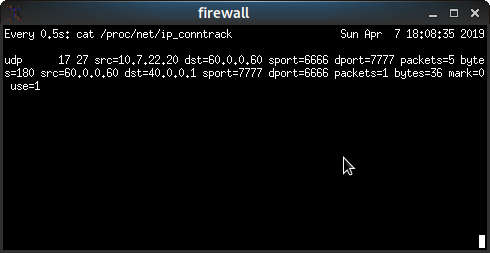 firewall
Every 0.5s: cat /proc/net/ip_conntrack Sun Apr  7 18:08:35 2019
udp      17 27 src=10.7.22.20 dst=60.0.0.60 sport=6666 dport=7777 packets=5 byte
s=180 src=60.0.0.60 dst=40.0.0.1 sport=7777 dport=6666 packets=1 bytes=36 mark=0
 use=1